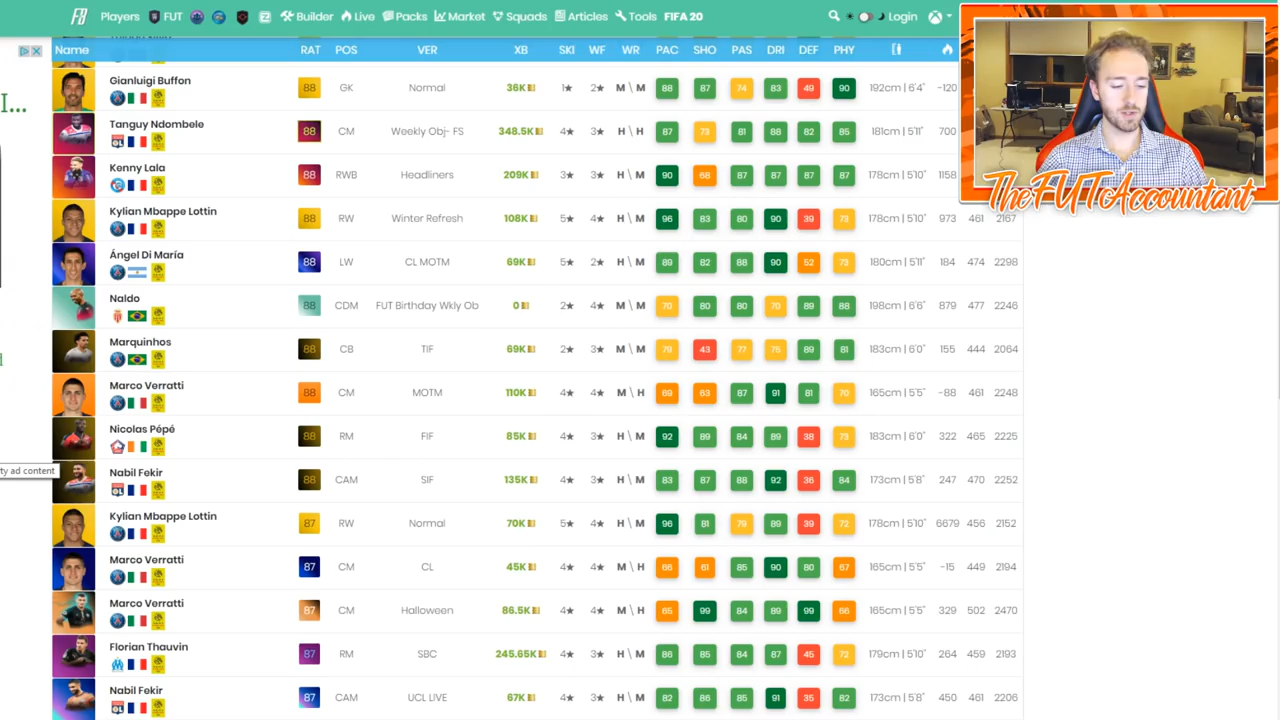 F8 Players FUT Builder Live Packs Market Squads Articles Tools FIFA 20 Login
Name RAT POS VER XB SKI WF WR PAC SHO PAS DRI DEF PHY
I...
Gianluigi Buffon 88 GK Normal 36K 1★ 2★ M \ M 88 87 74 83 49 90 192cm | 6'4" -120
Tanguy Ndombele 88 CM Weekly Obj- FS 348.5K 4★ 3★ H \ H 87 73 81 88 82 85 181cm | 5'11" 700
Kenny Lala 88 RWB Headliners 209K 3★ 3★ H \ M 90 68 87 87 87 87 178cm | 5'10" 1158
TheFUTAccountant
Kylian Mbappe Lottin 88 RW Winter Refresh 108K 5★ 4★ H \ M 96 83 80 90 39 73 178cm | 5'10" 973 461 2167
Ángel Di María 88 LW CL MOTM 69K 5★ 2★ H \ M 89 82 88 90 52 73 180cm | 5'11" 184 474 2298
Naldo 88 CDM FUT Birthday Wkly Ob 0 2★ 4★ M \ M 70 80 80 70 89 88 198cm | 6'6" 879 477 2246
Marquinhos 88 CB TIF 69K 2★ 3★ M \ M 79 43 77 75 89 81 183cm | 6'0" 155 444 2064
Marco Verratti 88 CM MOTM 110K 4★ 4★ M \ H 69 63 87 91 81 70 165cm | 5'5" -88 461 2248
Nicolas Pépé 88 RM FIF 85K 4★ 3★ H \ M 92 89 84 89 38 73 183cm | 6'0" 322 465 2225
ty ad content
Nabil Fekir 88 CAM SIF 135K 4★ 3★ H \ M 83 87 88 92 36 84 173cm | 5'8" 247 470 2252
Kylian Mbappe Lottin 87 RW Normal 70K 5★ 4★ H \ M 96 81 79 89 39 72 178cm | 5'10" 6679 456 2152
Marco Verratti 87 CM CL 45K 4★ 4★ M \ H 66 61 85 90 80 67 165cm | 5'5" -15 449 2194
Marco Verratti 87 CM Halloween 86.5K 4★ 4★ M \ H 65 99 84 89 99 66 165cm | 5'5" 329 502 2470
Florian Thauvin 87 RM SBC 245.65K 4★ 3★ H \ M 86 85 84 87 45 72 179cm | 5'10" 264 459 2193
Nabil Fekir 87 CAM UCL LIVE 67K 4★ 3★ H \ M 82 86 85 91 35 82 173cm | 5'8" 450 461 2206